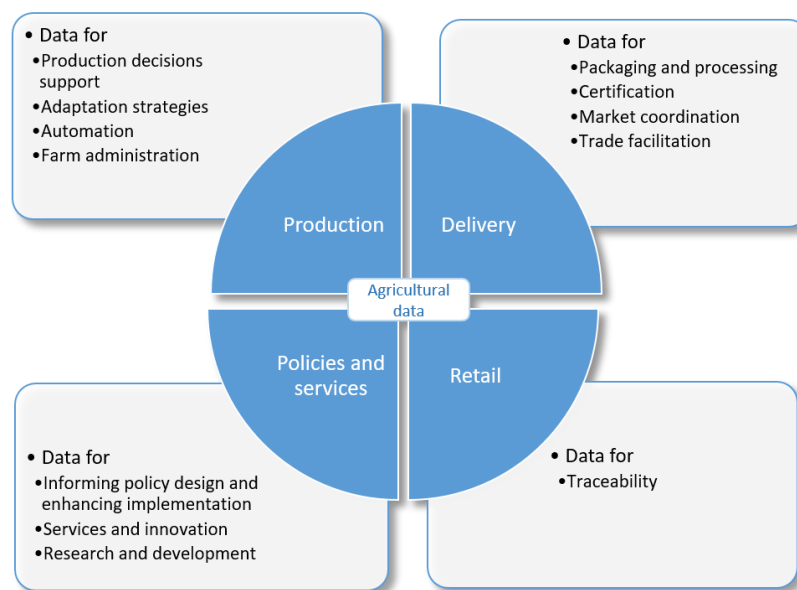 • Data for
•Production decisions
support
•Adaptation strategies
•Automation
•Farm administration
• Data for
•Packaging and processing
•Certification
•Market coordination
•Trade facilitation
Production
Delivery
Agricultural
data
Policies and
services
Retail
• Data for
•Informing policy design and
enhancing implementation
•Services and innovation
•Research and development
• Data for
•Traceability